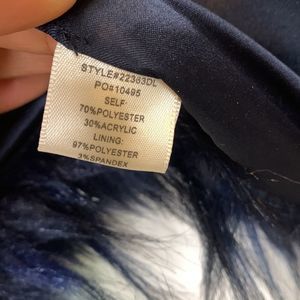 STYLE#22383DL
PO#10495
SELF:
70%POLYESTER
30%ACRYLIC
LINING:
97%POLYESTER
3%SPANDEX